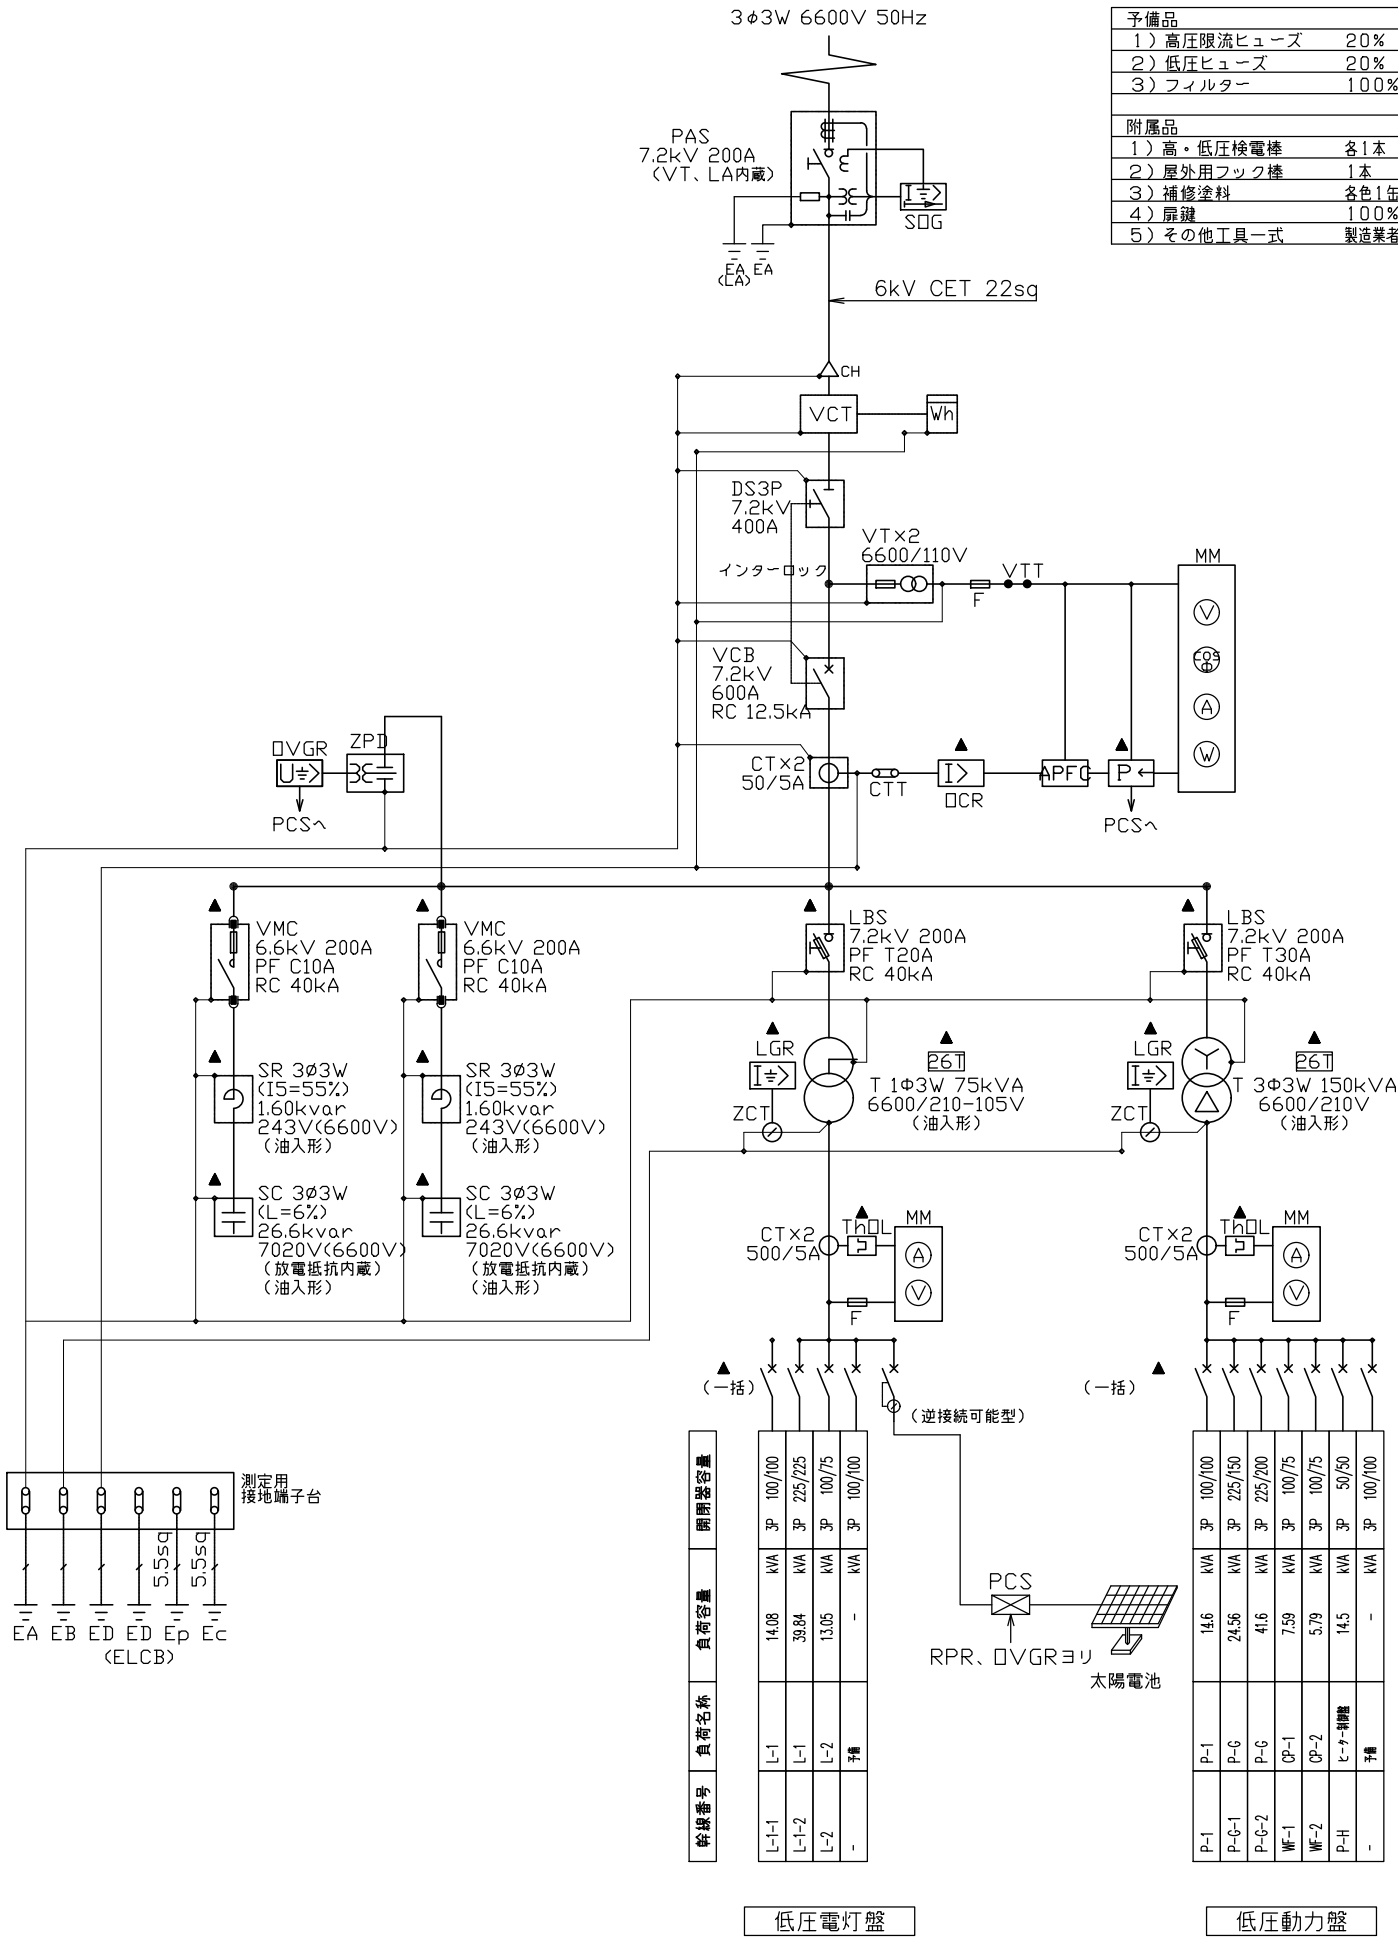 3φ3W 6600V 50Hz
予備品
1）高圧限流ヒューズ 20%
2）低圧ヒューズ 20%
3）フィルター 100%
附属品
1）高・低圧検電棒 各1本
2）屋外用フック棒 1本
3）補修塗料 各色1缶
4）扉鍵 100%
5）その他工具一式 製造業者
PAS
7.2kV 200A
（VT、LA内蔵）
SOG
EA
(LA)
EA
6kV CET 22sq
CH
VCT
Wh
DS3P
7.2kV
400A
インターロック
VT×2
6600/110V
F
VTT
MM
V
COSΦ
A
W
VCB
7.2kV
600A
RC 12.5kA
OVGR
ZPD
U
PCSへ
CT×2
50/5A
CTT
I>
OCR
APFC
P
PCSへ
VMC
6.6kV 200A
PF C10A
RC 40kA
VMC
6.6kV 200A
PF C10A
RC 40kA
LBS
7.2kV 200A
PF T20A
RC 40kA
LBS
7.2kV 200A
PF T30A
RC 40kA
SR 3φ3W
(I5=55%)
1.60kvar
243V(6600V)
（油入形）
SR 3φ3W
(I5=55%)
1.60kvar
243V(6600V)
（油入形）
LGR
ZCT
26T
T 1Φ3W 75kVA
6600/210-105V
（油入形）
LGR
ZCT
26T
T 3Φ3W 150kVA
6600/210V
（油入形）
SC 3φ3W
(L=6%)
26.6kvar
7020V(6600V)
（放電抵抗内蔵）
（油入形）
SC 3φ3W
(L=6%)
26.6kvar
7020V(6600V)
（放電抵抗内蔵）
（油入形）
CT×2
500/5A
ThOL
MM
A
V
F
CT×2
500/5A
ThOL
MM
A
V
F
（一括）
（逆接続可能型）
（一括）
測定用
接地端子台
5.5sq
5.5sq
EA EB ED ED Ep Ec
(ELCB)
PCS
RPR、OVGRヨリ
太陽電池
幹線番号 負荷名称 負荷容量 開閉器容量
L-1-1 L-1 14.08 kVA 3P 100/100
L-1-2 L-1 39.84 kVA 3P 225/225
L-2 L-2 13.05 kVA 3P 100/75
- 予備 - kVA 3P 100/100
P-1 P-1 14.6 kVA 3P 100/100
P-G-1 P-G 24.56 kVA 3P 225/150
P-G-2 P-G 41.6 kVA 3P 225/200
WF-1 CP-1 7.59 kVA 3P 100/75
WF-2 CP-2 5.79 kVA 3P 100/75
P-H ヒーター制御盤 14.5 kVA 3P 50/50
- 予備 - kVA 3P 100/100
低圧電灯盤
低圧動力盤